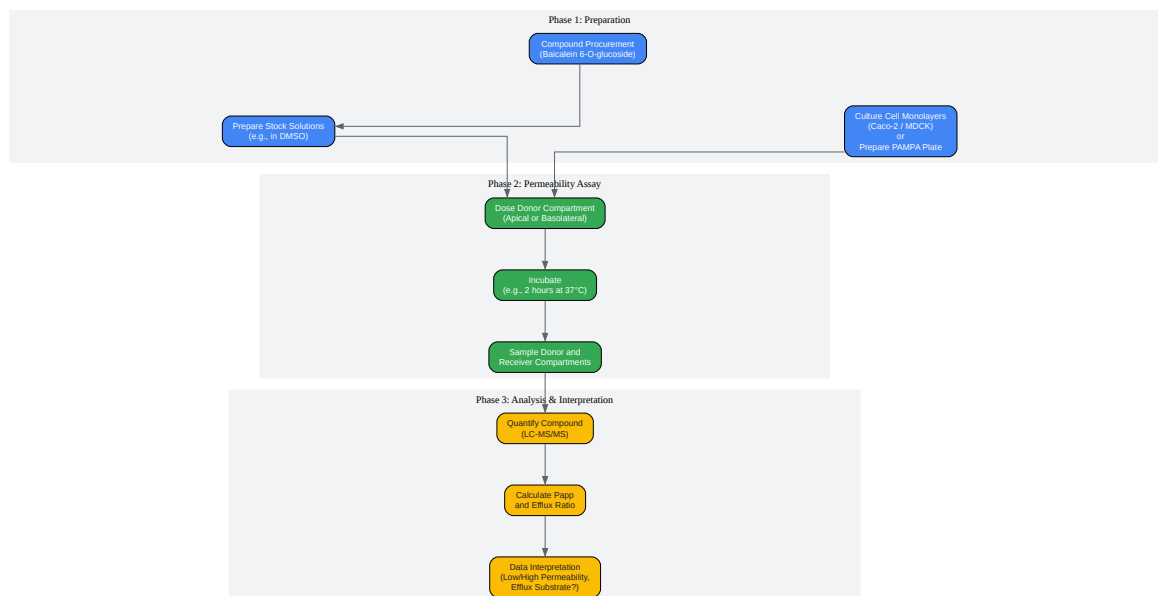 Phase 1: Preparation
Compound Procurement
(Baicalein 6-O-glucoside)
Prepare Stock Solutions
(e.g., in DMSO)
Culture Cell Monolayers
(Caco-2 / MDCK)
or
Prepare PAMPA Plate
Phase 2: Permeability Assay
Dose Donor Compartment
(Apical or Basolateral)
Incubate
(e.g., 2 hours at 37°C)
Sample Donor and
Receiver Compartments
Phase 3: Analysis & Interpretation
Quantify Compound
(LC-MS/MS)
Calculate Papp
and Efflux Ratio
Data Interpretation
(Low/High Permeability,
Efflux Substrate?)